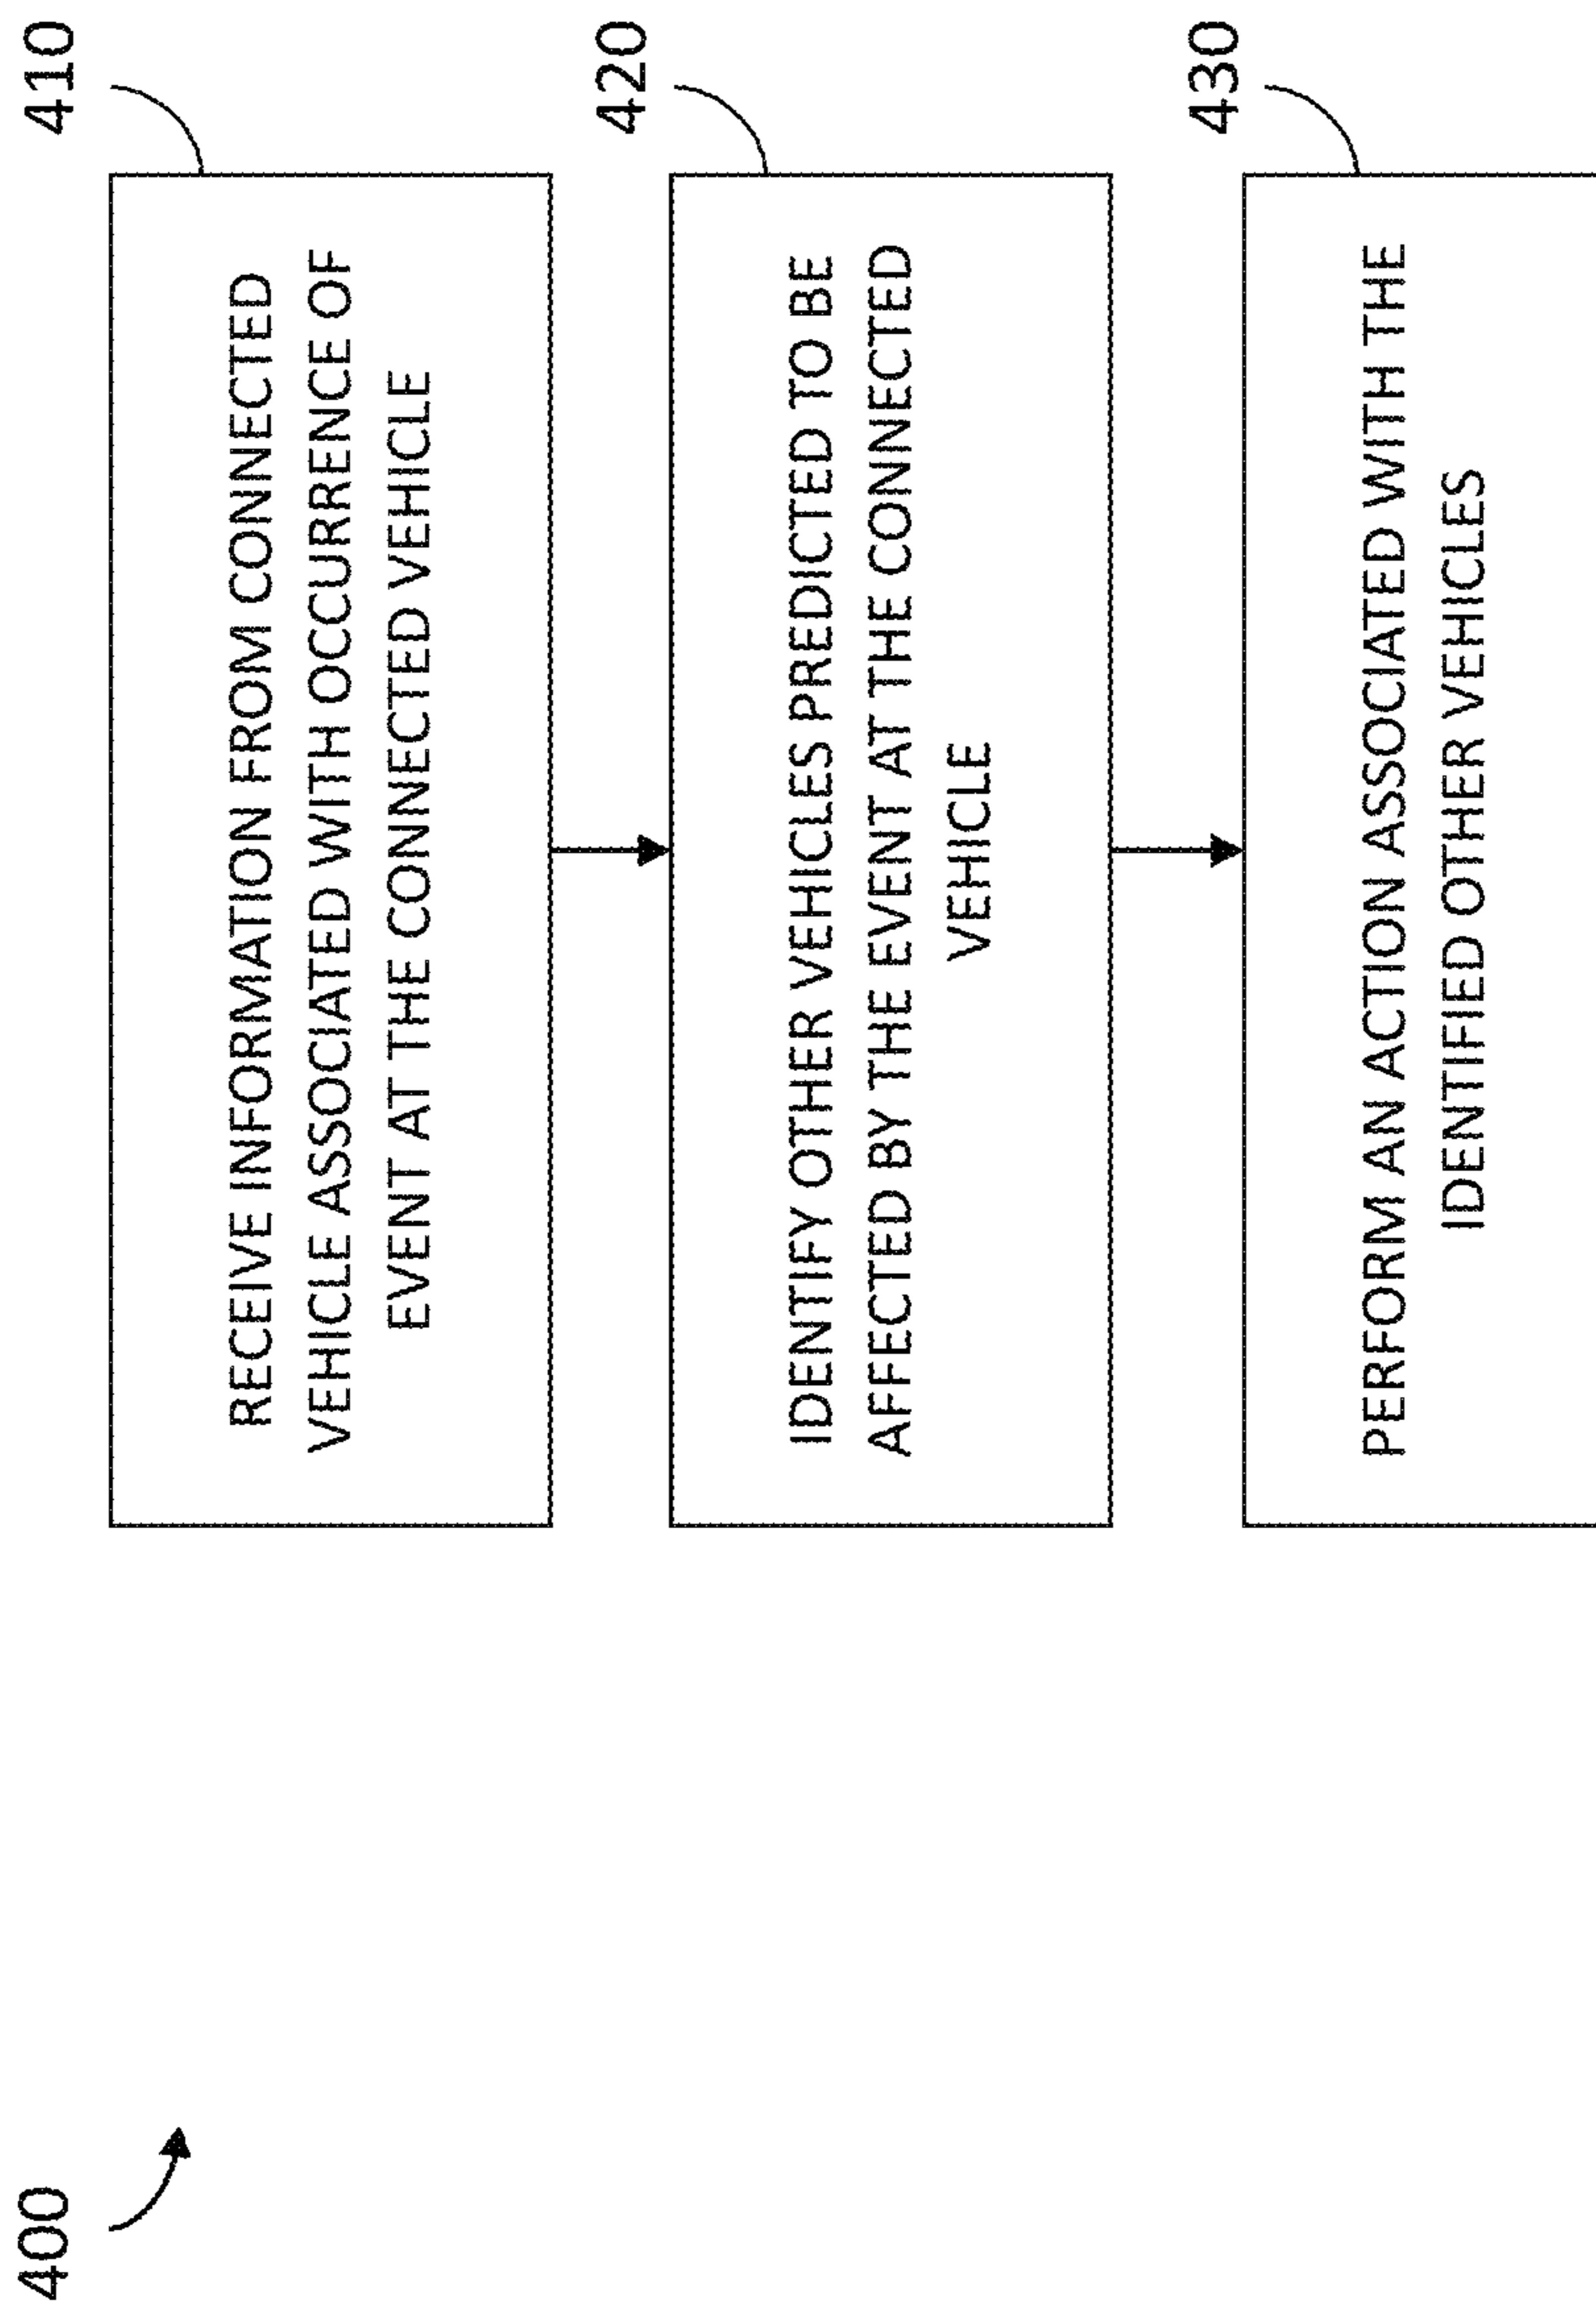 400
410
RECEIVE INFORMATION FROM CONNECTED
VEHICLE ASSOCIATED WITH OCCURRENCE OF
EVENT AT THE CONNECTED VEHICLE
420
IDENTIFY OTHER VEHICLES PREDICTED TO BE
AFFECTED BY THE EVENT AT THE CONNECTED
VEHICLE
430
PERFORM AN ACTION ASSOCIATED WITH THE
IDENTIFIED OTHER VEHICLES